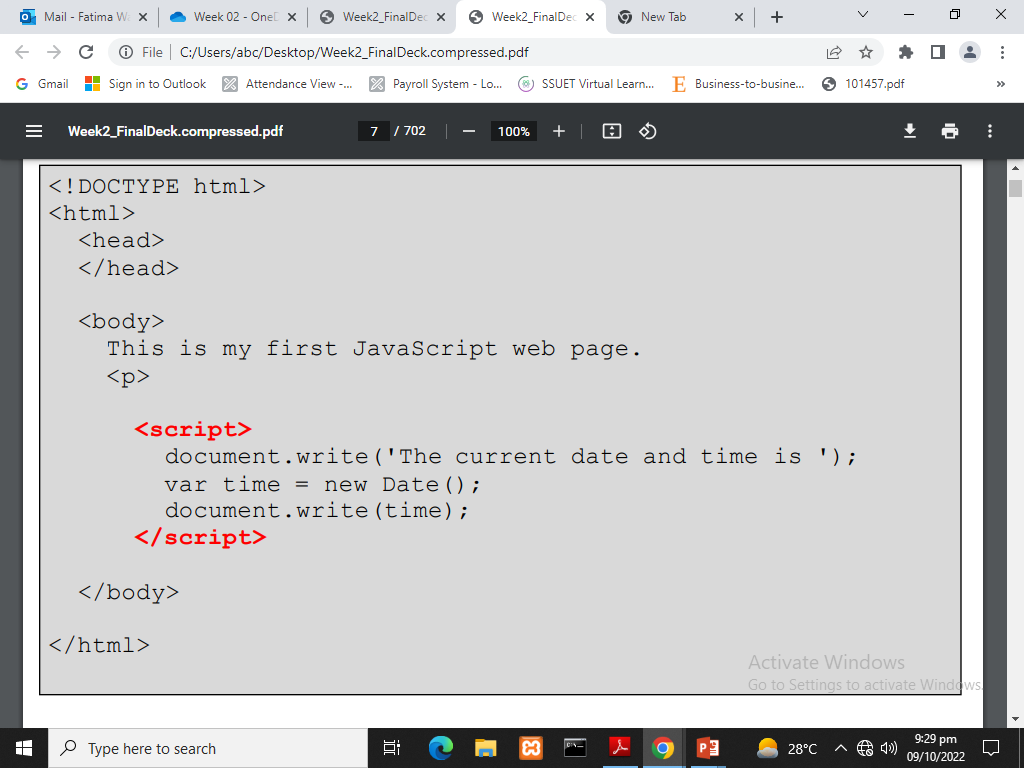 Mail - Fatima Wa
Week 02 - OneD
Week2_FinalDec
Week2_FinalDec
New Tab
File
C:/Users/abc/Desktop/Week2_FinalDeck.compressed.pdf
Gmail
Sign in to Outlook
Attendance View -...
Payroll System - Lo...
SSUET Virtual Learn...
Business-to-busine...
101457.pdf
Week2_FinalDeck.compressed.pdf
7 / 702
100%
<!DOCTYPE html>
<html>
<head>
</head>
<body>
This is my first JavaScript web page.
<p>
<script>
document.write('The current date and time is ');
var time = new Date();
document.write(time);
</script>
</body>
</html>
Activate Windows
Go to Settings to activate Windows.
Type here to search
28°C
9:29 pm
09/10/2022